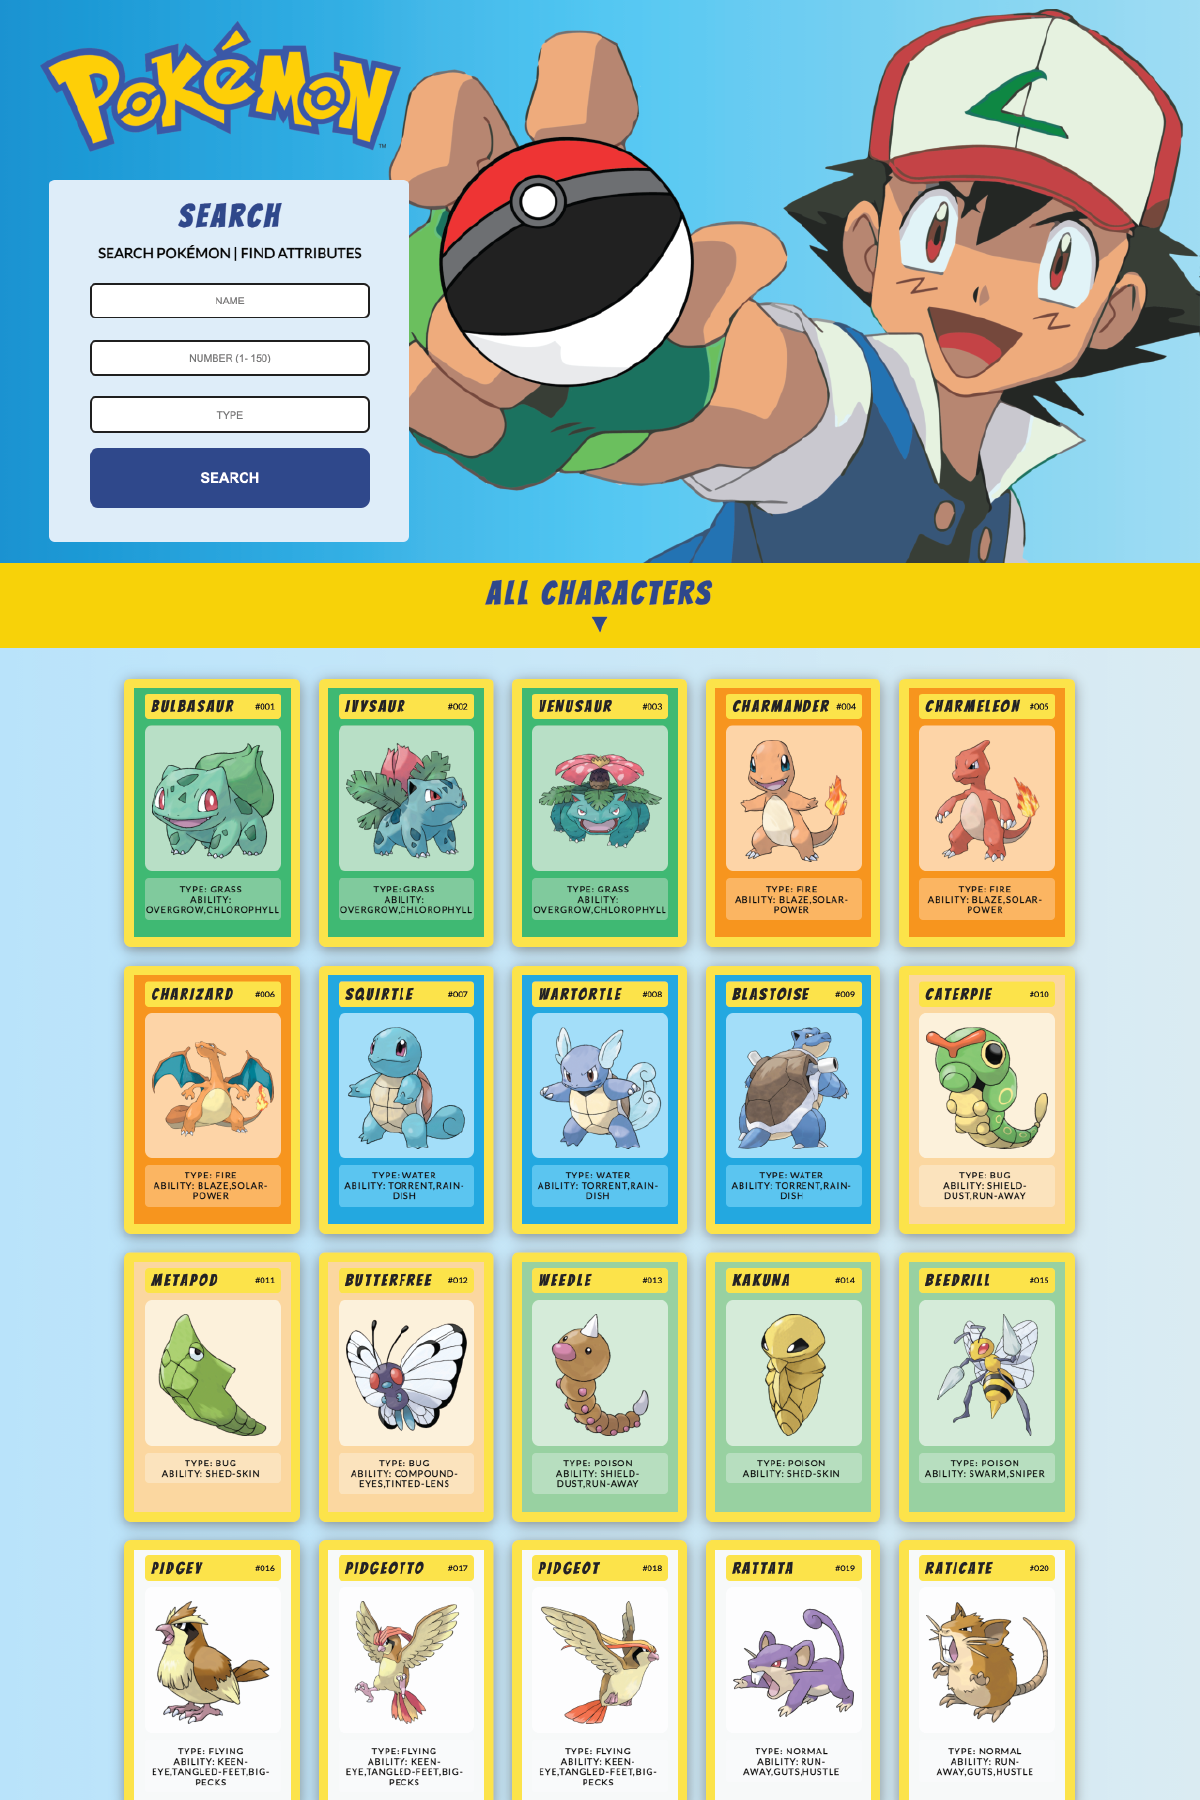 POKéMON
TM
SEARCH
SEARCH POKÉMON | FIND ATTRIBUTES
NAME
NUMBER (1- 150)
TYPE
SEARCH
ALL CHARACTERS
▼
BULBASAUR #001
TYPE: GRASS
ABILITY:
OVERGROW,CHLOROPHYLL
IVYSAUR #002
TYPE: GRASS
ABILITY:
OVERGROW,CHLOROPHYLL
VENUSAUR #003
TYPE: GRASS
ABILITY:
OVERGROW,CHLOROPHYLL
CHARMANDER #004
TYPE: FIRE
ABILITY: BLAZE,SOLAR-
POWER
CHARMELEON #005
TYPE: FIRE
ABILITY: BLAZE,SOLAR-
POWER
CHARIZARD #006
TYPE: FIRE
ABILITY: BLAZE,SOLAR-
POWER
SQUIRTLE #007
TYPE: WATER
ABILITY: TORRENT,RAIN-
DISH
WARTORTLE #008
TYPE: WATER
ABILITY: TORRENT,RAIN-
DISH
BLASTOISE #009
TYPE: WATER
ABILITY: TORRENT,RAIN-
DISH
CATERPIE #010
TYPE: BUG
ABILITY: SHIELD-
DUST,RUN-AWAY
METAPOD #011
TYPE: BUG
ABILITY: SHED-SKIN
BUTTERFREE #012
TYPE: BUG
ABILITY: COMPOUND-
EYES,TINTED-LENS
WEEDLE #013
TYPE: POISON
ABILITY: SHIELD-
DUST,RUN-AWAY
KAKUNA #014
TYPE: POISON
ABILITY: SHED-SKIN
BEEDRILL #015
TYPE: POISON
ABILITY: SWARM,SNIPER
PIDGEY #016
TYPE: FLYING
ABILITY: KEEN-
EYE,TANGLED-FEET,BIG-
PECKS
PIDGEOTTO #017
TYPE: FLYING
ABILITY: KEEN-
EYE,TANGLED-FEET,BIG-
PECKS
PIDGEOT #018
TYPE: FLYING
ABILITY: KEEN-
EYE,TANGLED-FEET,BIG-
PECKS
RATTATA #019
TYPE: NORMAL
ABILITY: RUN-
AWAY,GUTS,HUSTLE
RATICATE #020
TYPE: NORMAL
ABILITY: RUN-
AWAY,GUTS,HUSTLE